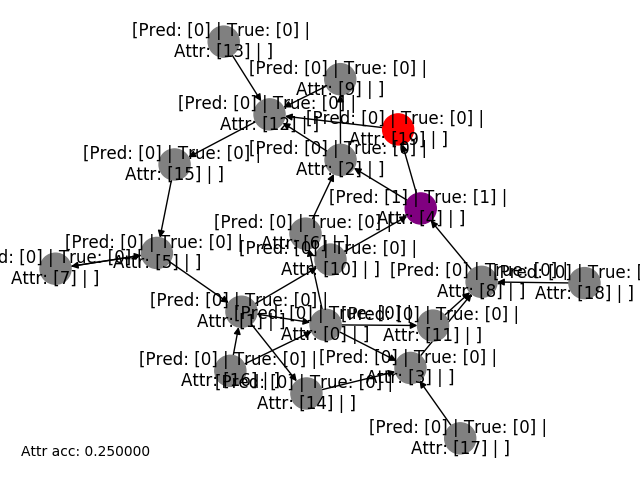 [Pred: [0] | True: [0] |
Attr: [13] | ]
[Pred: [0] | True: [0] |
Attr: [9] | ]
[Pred: [0] | True: [0] |
Attr: [12] | ]
[Pred: [0] | True: [0] |
Attr: [19] | ]
[Pred: [0] | True: [0] |
Attr: [2] | ]
[Pred: [0] | True: [0] |
Attr: [15] | ]
[Pred: [1] | True: [1] |
Attr: [4] | ]
[Pred: [0] | True: [0] |
Attr: [6] | ]
[Pred: [0] | True: [0] |
Attr: [5] | ]
[Pred: [0] | True: [0] |
Attr: [10] | ]
d: [0] | True: [0] |
Attr: [7] | ]
[Pred: [0] | True: [0] |
Attr: [8] | ]
[Pred: [0] | True: [0] |
Attr: [18] | ]
[Pred: [0] | True: [0] |
Attr: [1] | ]
[Pred: [0] | True: [0] |
Attr: [0] | ]
[Pred: [0] | True: [0] |
Attr: [11] | ]
[Pred: [0] | True: [0] |
Attr: [16] | ]
[Pred: [0] | True: [0] |
Attr: [3] | ]
[Pred: [0] | True: [0] |
Attr: [14] | ]
[Pred: [0] | True: [0] |
Attr: [17] | ]
Attr acc: 0.250000